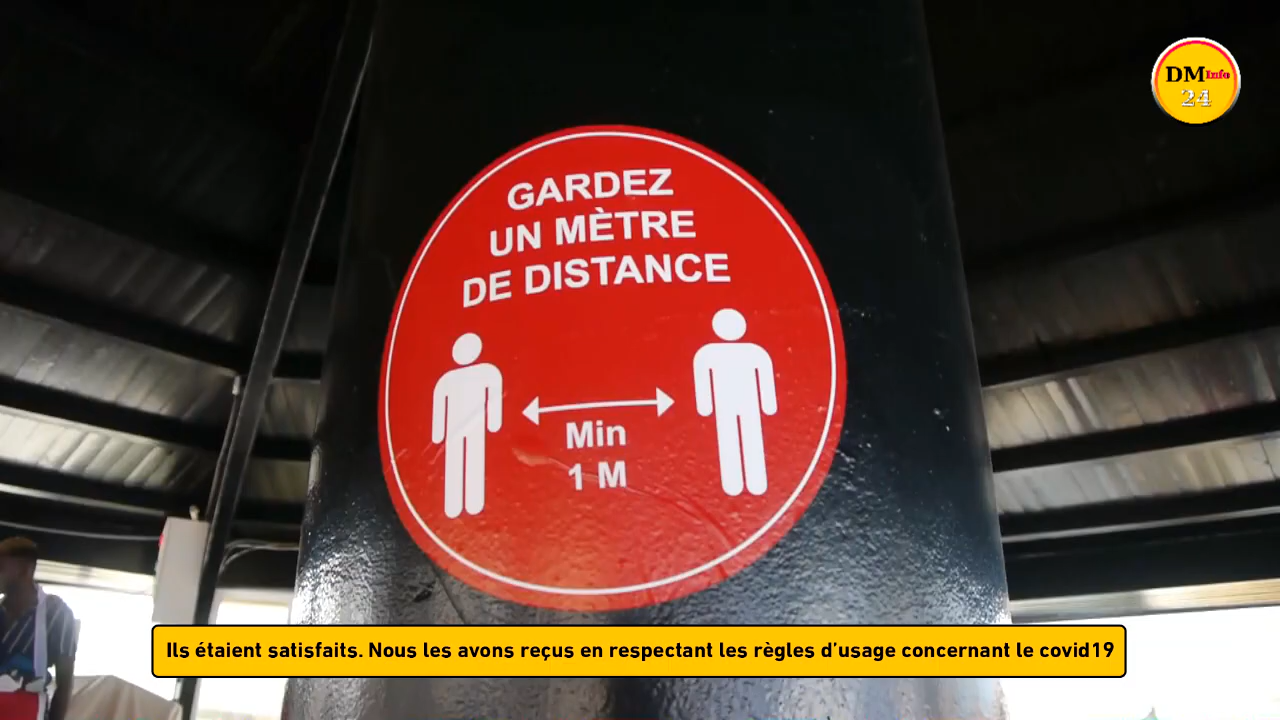 DM Info
24
GARDEZ
UN MÈTRE
DE DISTANCE
Min
1 M
Ils étaient satisfaits. Nous les avons reçus en respectant les règles d'usage concernant le covid19